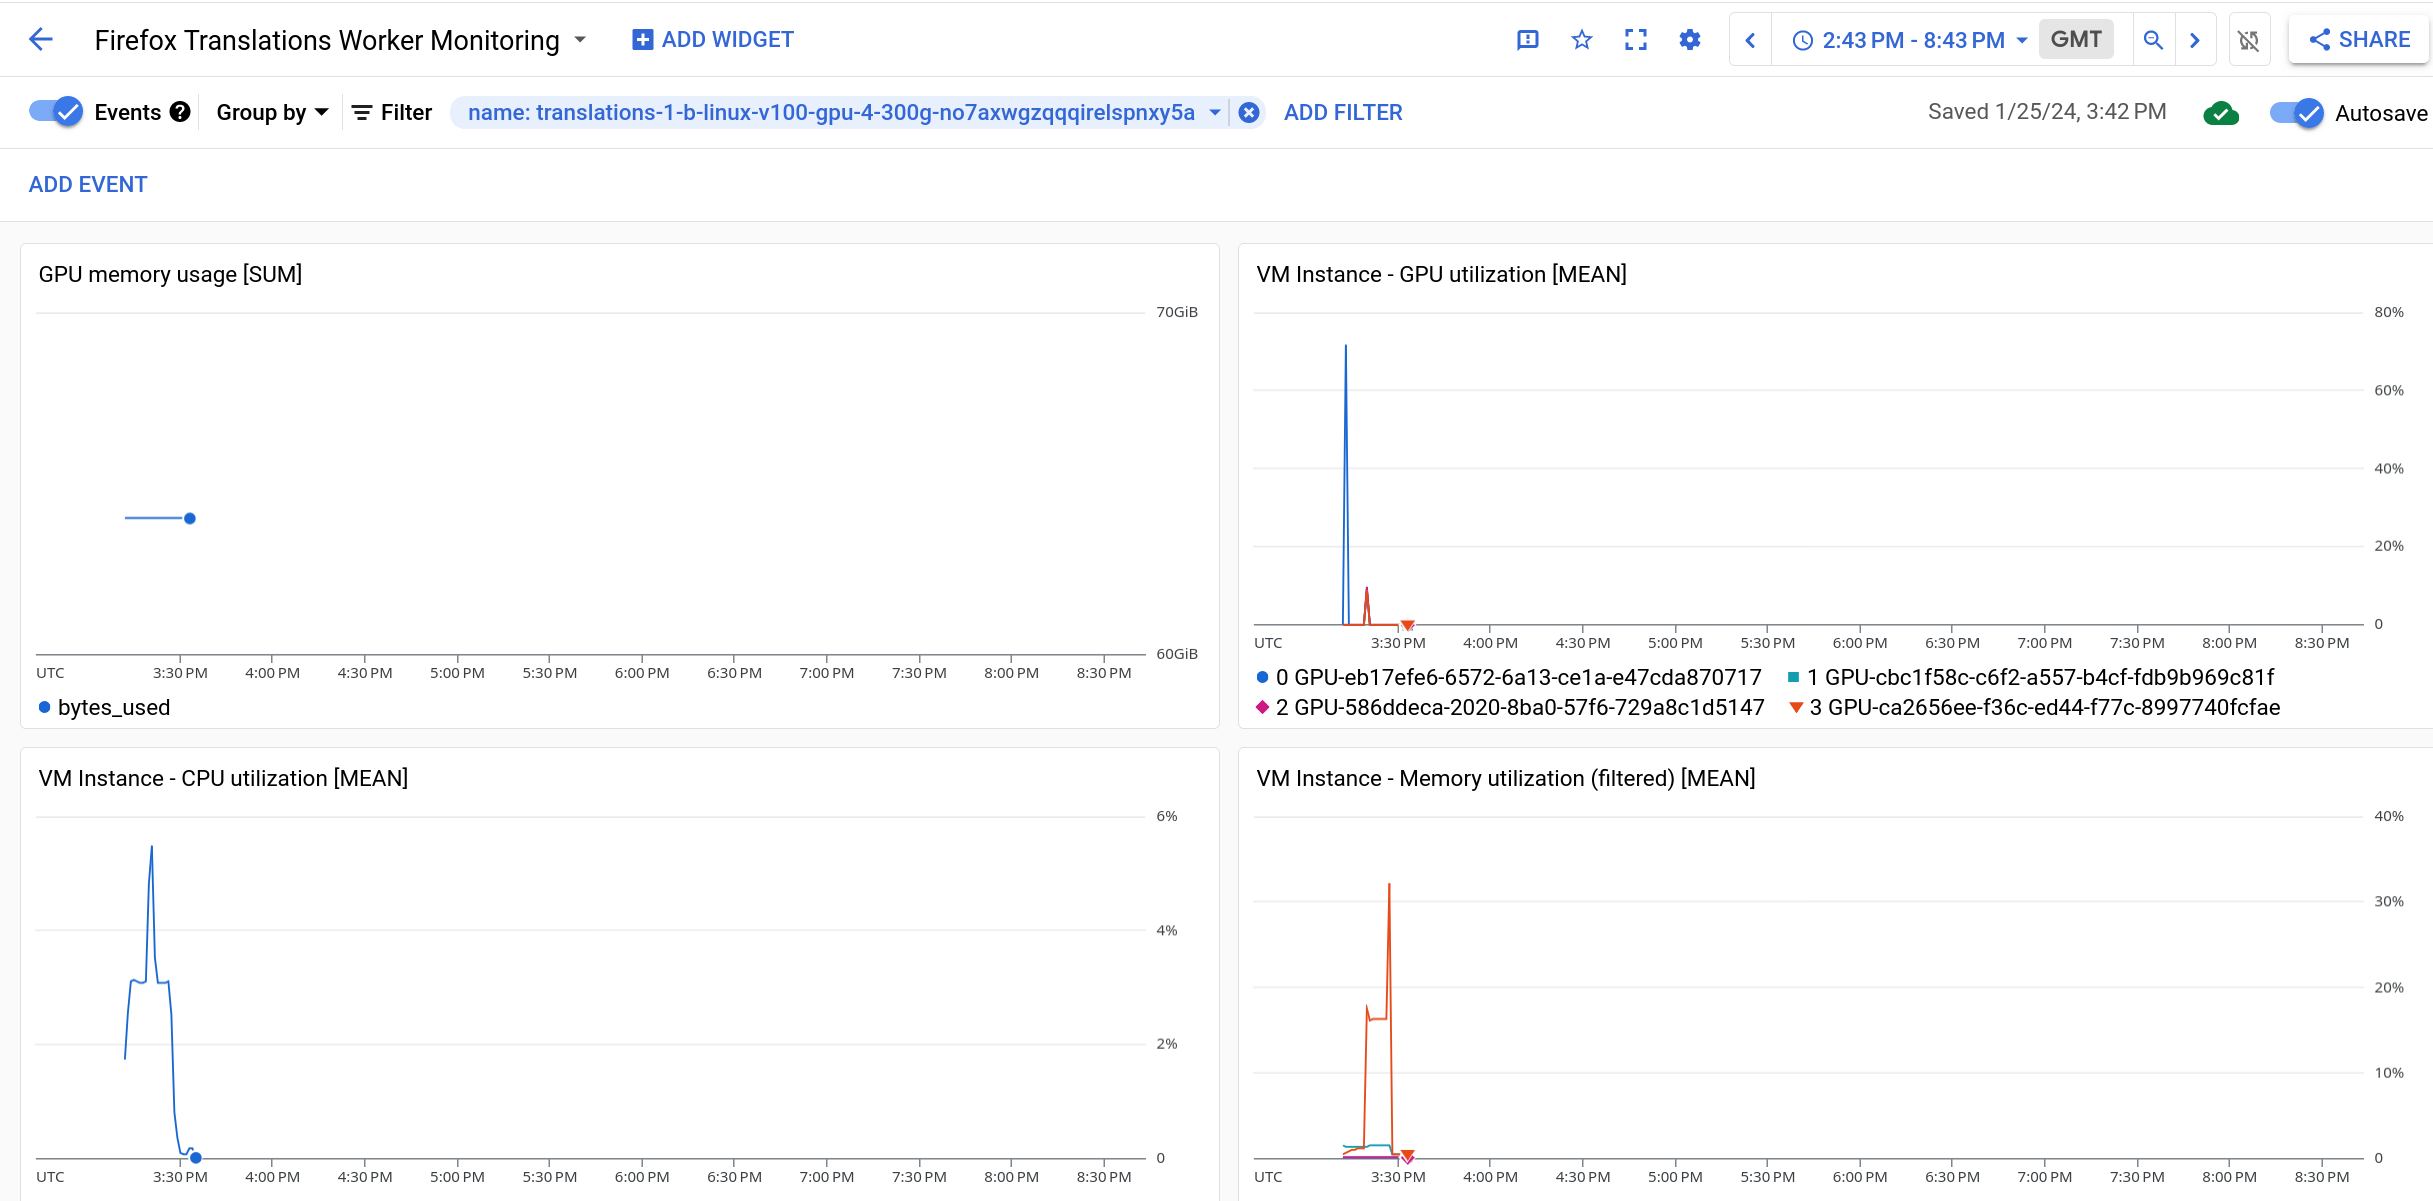 Firefox Translations Worker Monitoring ADD WIDGET 2:43 PM - 8:43 PM GMT SHARE
Events Group by Filter name: translations-1-b-linux-v100-gpu-4-300g-no7axwgzqqqirelspnxy5a ADD FILTER Saved 1/25/24, 3:42 PM Autosave
ADD EVENT
GPU memory usage [SUM]
70GiB
60GiB
UTC 3:30 PM 4:00 PM 4:30 PM 5:00 PM 5:30 PM 6:00 PM 6:30 PM 7:00 PM 7:30 PM 8:00 PM 8:30 PM
bytes_used
VM Instance - GPU utilization [MEAN]
80%
60%
40%
20%
0
UTC 3:30 PM 4:00 PM 4:30 PM 5:00 PM 5:30 PM 6:00 PM 6:30 PM 7:00 PM 7:30 PM 8:00 PM 8:30 PM
0 GPU-eb17efe6-6572-6a13-ce1a-e47cda870717 1 GPU-cbc1f58c-c6f2-a557-b4cf-fdb9b969c81f
2 GPU-586ddeca-2020-8ba0-57f6-729a8c1d5147 3 GPU-ca2656ee-f36c-ed44-f77c-8997740fcfae
VM Instance - CPU utilization [MEAN]
6%
4%
2%
0
UTC 3:30 PM 4:00 PM 4:30 PM 5:00 PM 5:30 PM 6:00 PM 6:30 PM 7:00 PM 7:30 PM 8:00 PM 8:30 PM
VM Instance - Memory utilization (filtered) [MEAN]
40%
30%
20%
10%
0
UTC 3:30 PM 4:00 PM 4:30 PM 5:00 PM 5:30 PM 6:00 PM 6:30 PM 7:00 PM 7:30 PM 8:00 PM 8:30 PM